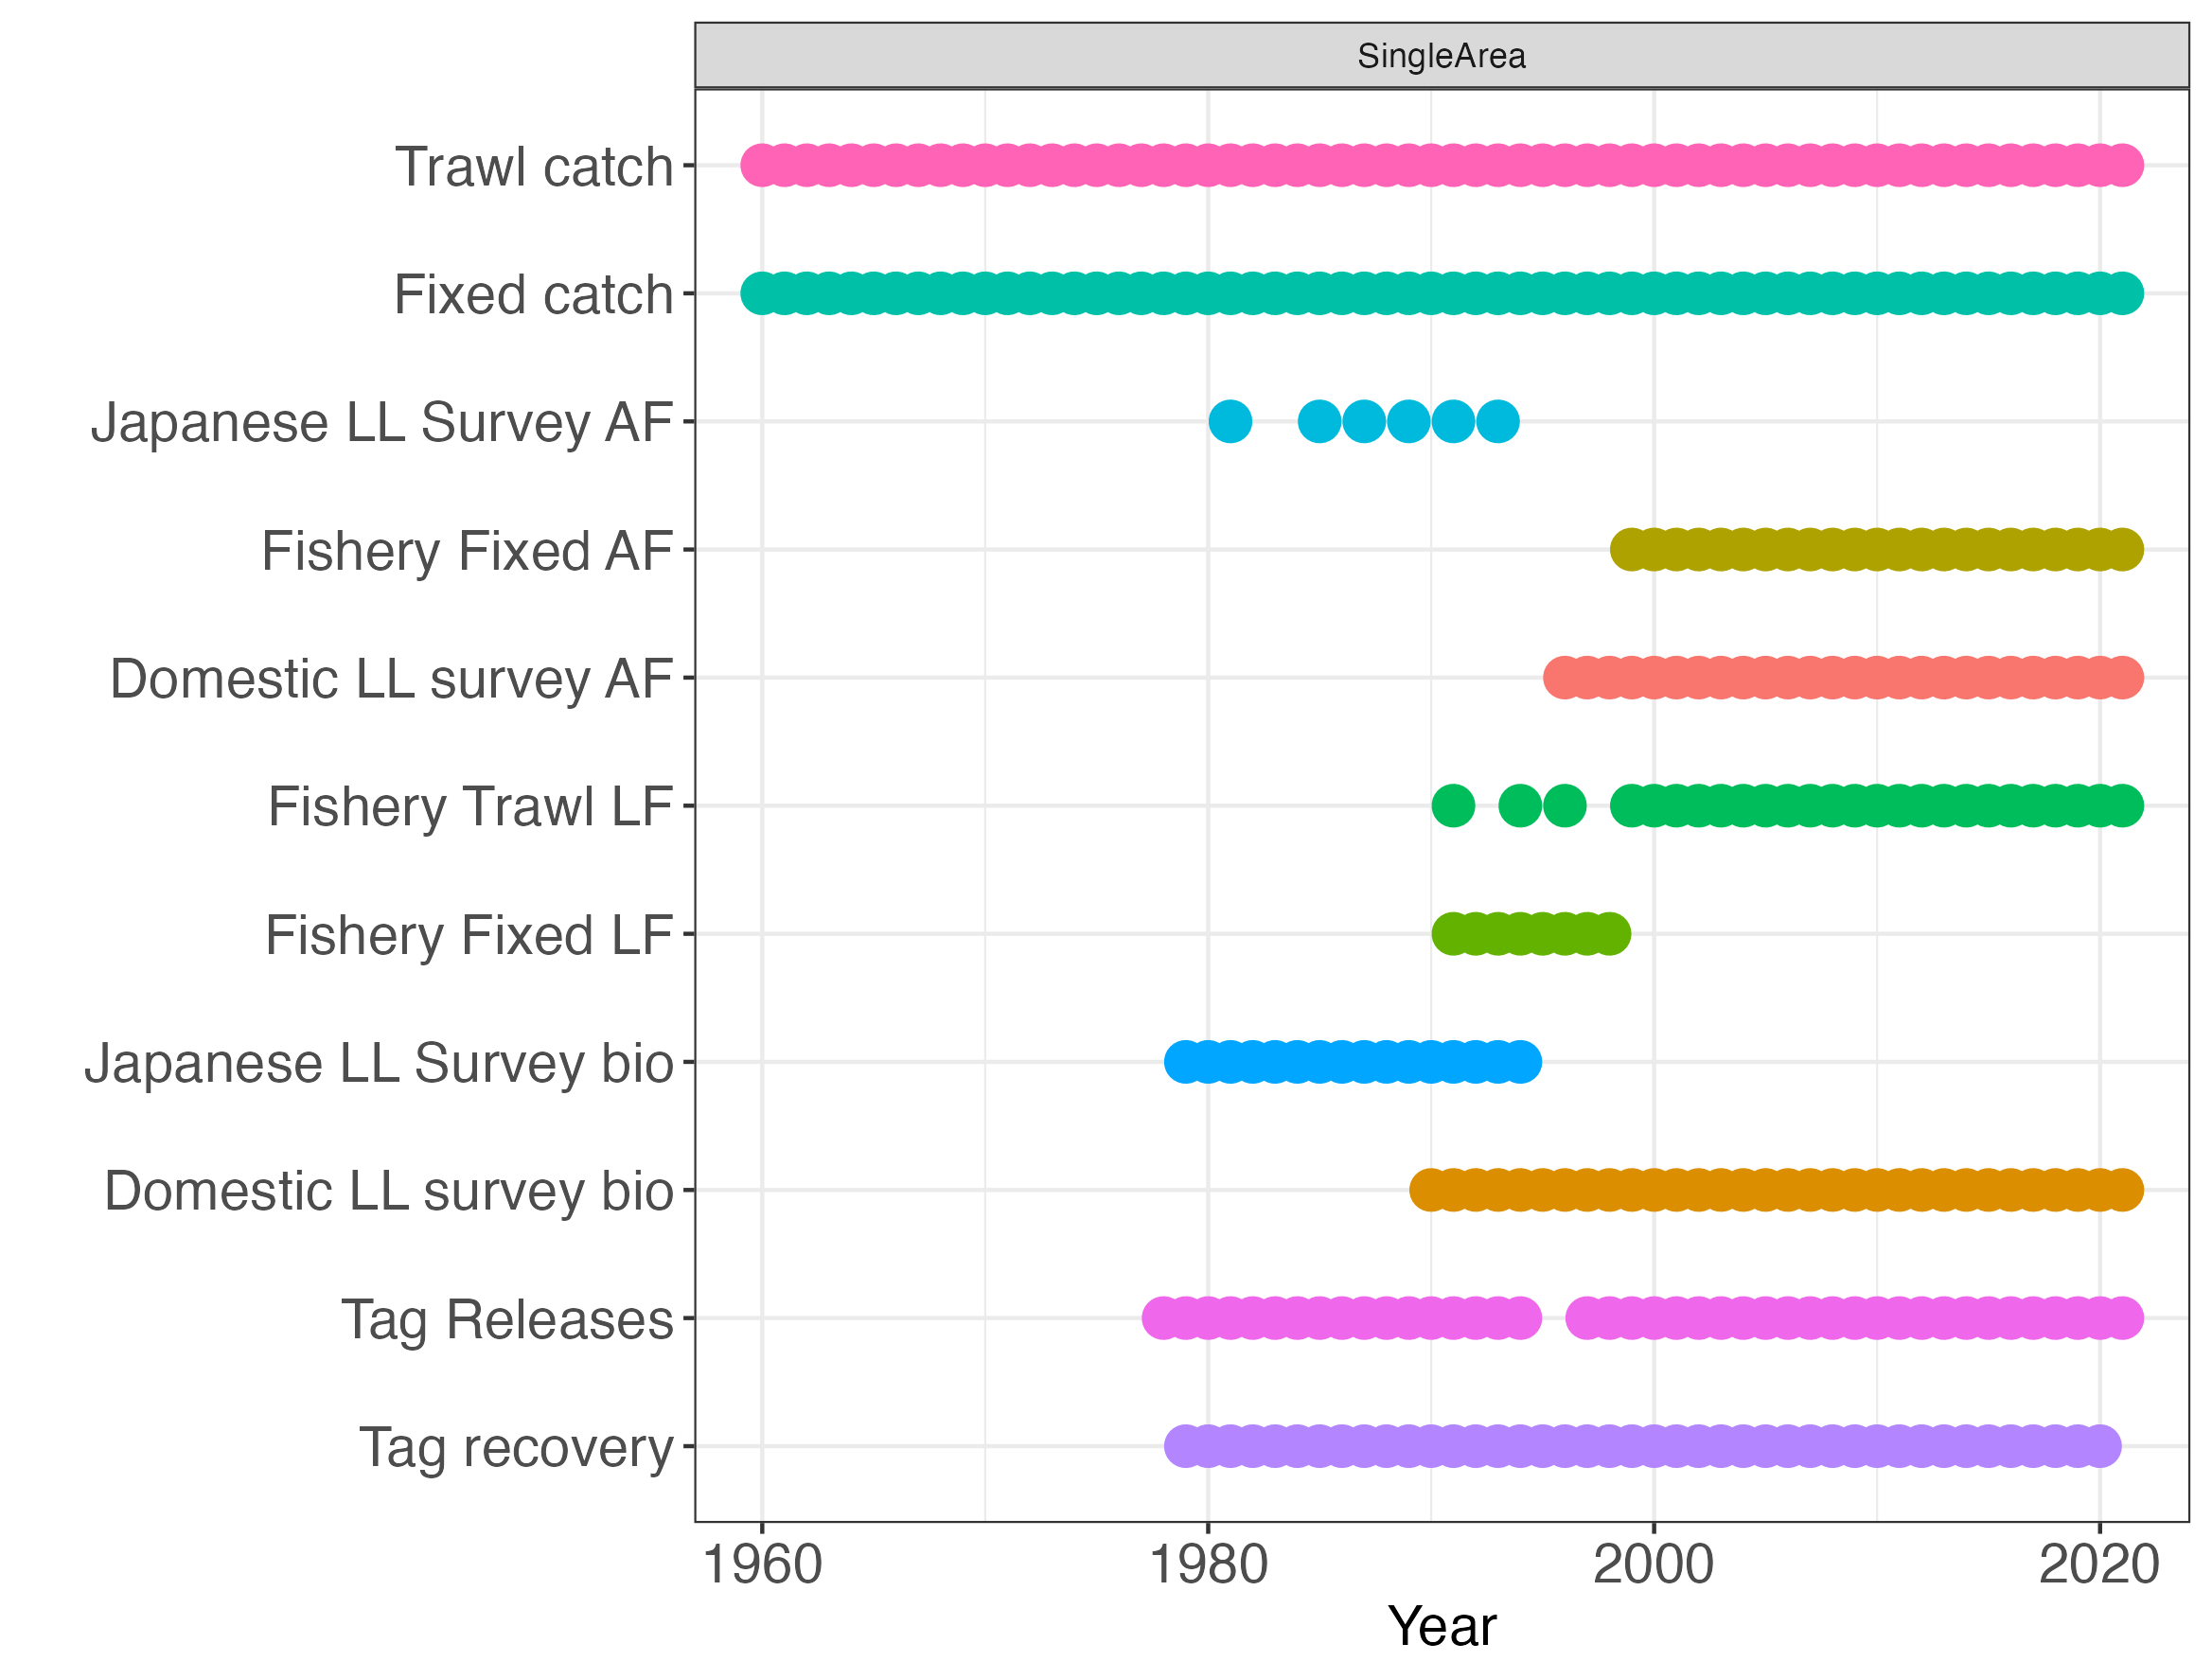 SingleArea
Trawl catch
Fixed catch
Japanese LL Survey AF
Fishery Fixed AF
Domestic LL survey AF
Fishery Trawl LF
Fishery Fixed LF
Japanese LL Survey bio
Domestic LL survey bio
Tag Releases
Tag recovery
1960 1980 2000 2020
Year